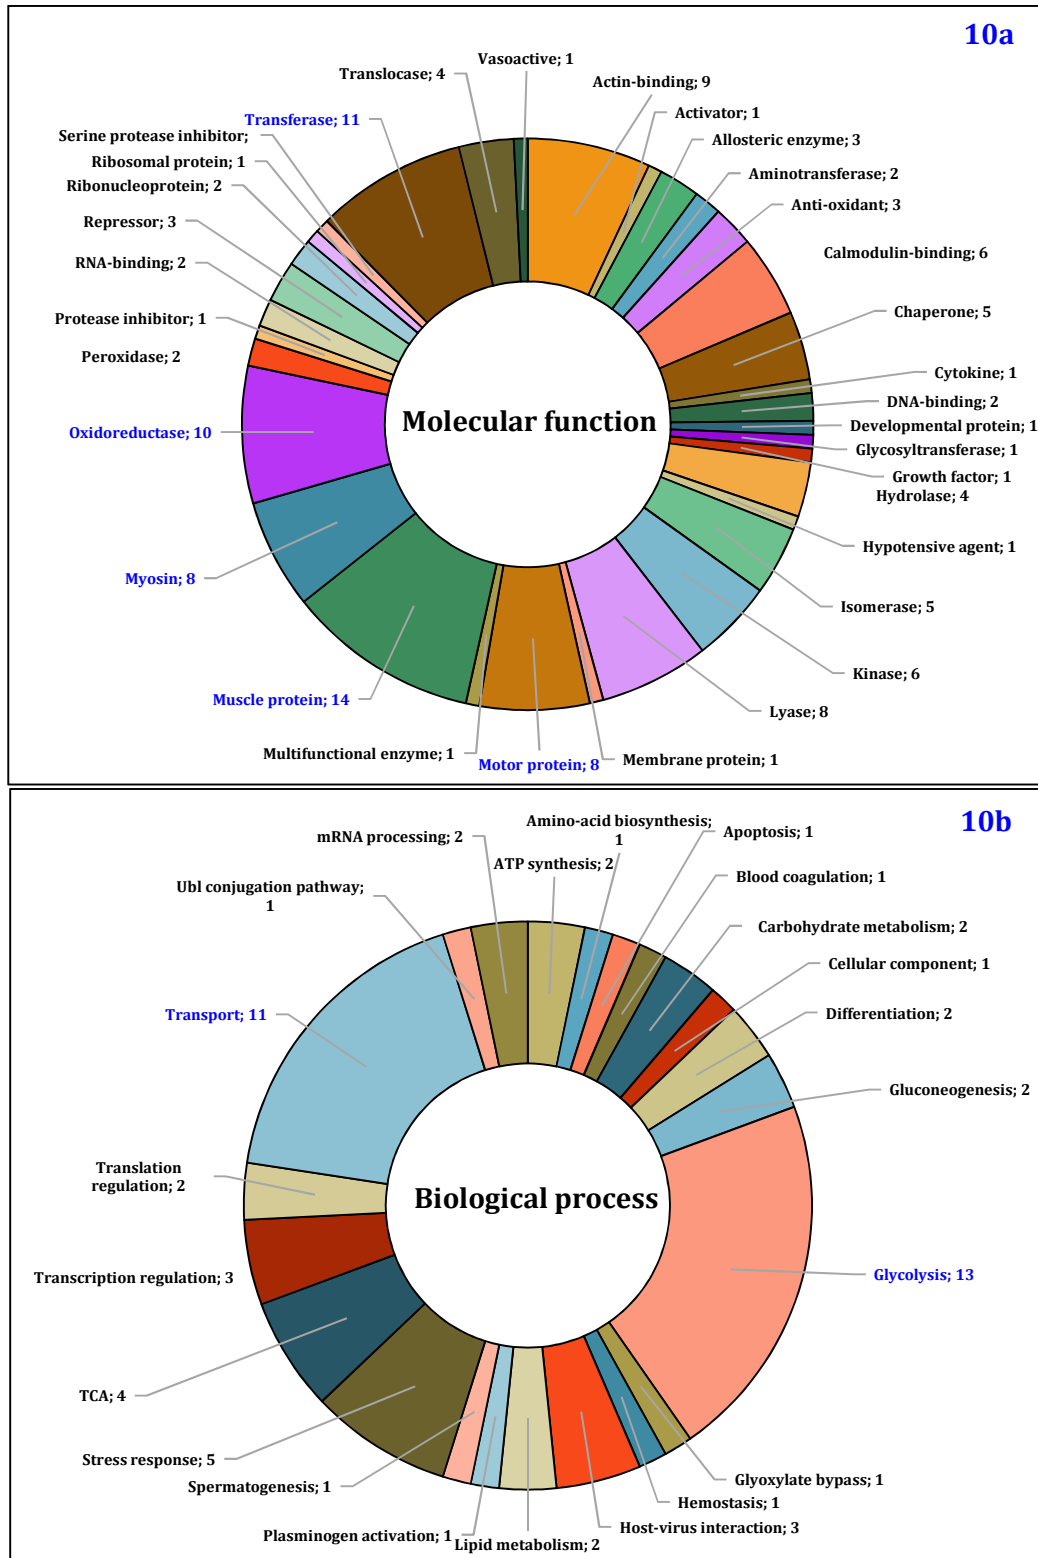 10a
Vasoactive; 1
Translocase; 4
Actin-binding; 9
Transferase; 11
Activator; 1
Serine protease inhibitor;
Allosteric enzyme; 3
Ribosomal protein; 1
Aminotransferase; 2
Ribonucleoprotein; 2
Anti-oxidant; 3
Repressor; 3
Calmodulin-binding; 6
RNA-binding; 2
Chaperone; 5
Protease inhibitor; 1
Peroxidase; 2
Cytokine; 1
DNA-binding; 2
Molecular function
Developmental protein; 1
Oxidoreductase; 10
Glycosyltransferase; 1
Growth factor; 1
Hydrolase; 4
Hypotensive agent; 1
Myosin; 8
Isomerase; 5
Kinase; 6
Muscle protein; 14
Lyase; 8
Multifunctional enzyme; 1
Motor protein; 8
Membrane protein; 1
10b
Amino-acid biosynthesis;
1
mRNA processing; 2
Apoptosis; 1
ATP synthesis; 2
Blood coagulation; 1
Ubl conjugation pathway;
1
Carbohydrate metabolism; 2
Cellular component; 1
Transport; 11
Differentiation; 2
Gluconeogenesis; 2
Translation
regulation; 2
Biological process
Transcription regulation; 3
Glycolysis; 13
TCA; 4
Stress response; 5
Spermatogenesis; 1
Glyoxylate bypass; 1
Hemostasis; 1
Plasminogen activation; 1
Lipid metabolism; 2
Host-virus interaction; 3